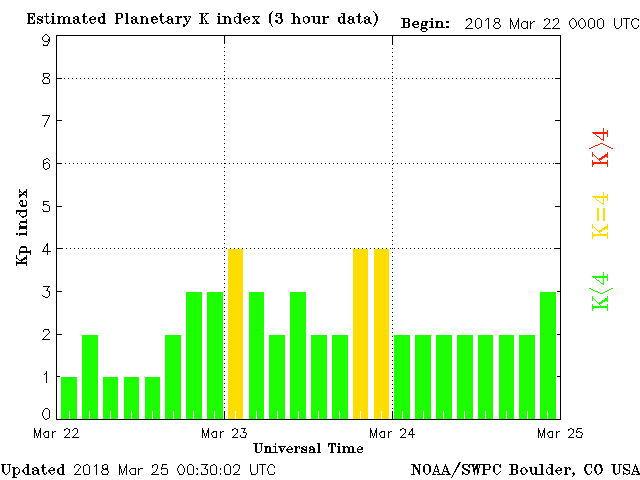 Estimated Planetary K index (3 hour data) Begin: 2018 Mar 22 0000 UTC
9
8
7
6
5
4
3
2
1
0
Kp index
K>4
K=4
K<4
Mar 22 Mar 23 Mar 24 Mar 25
Universal Time
Updated 2018 Mar 25 00:30:02 UTC NOAA/SWPC Boulder, CO USA